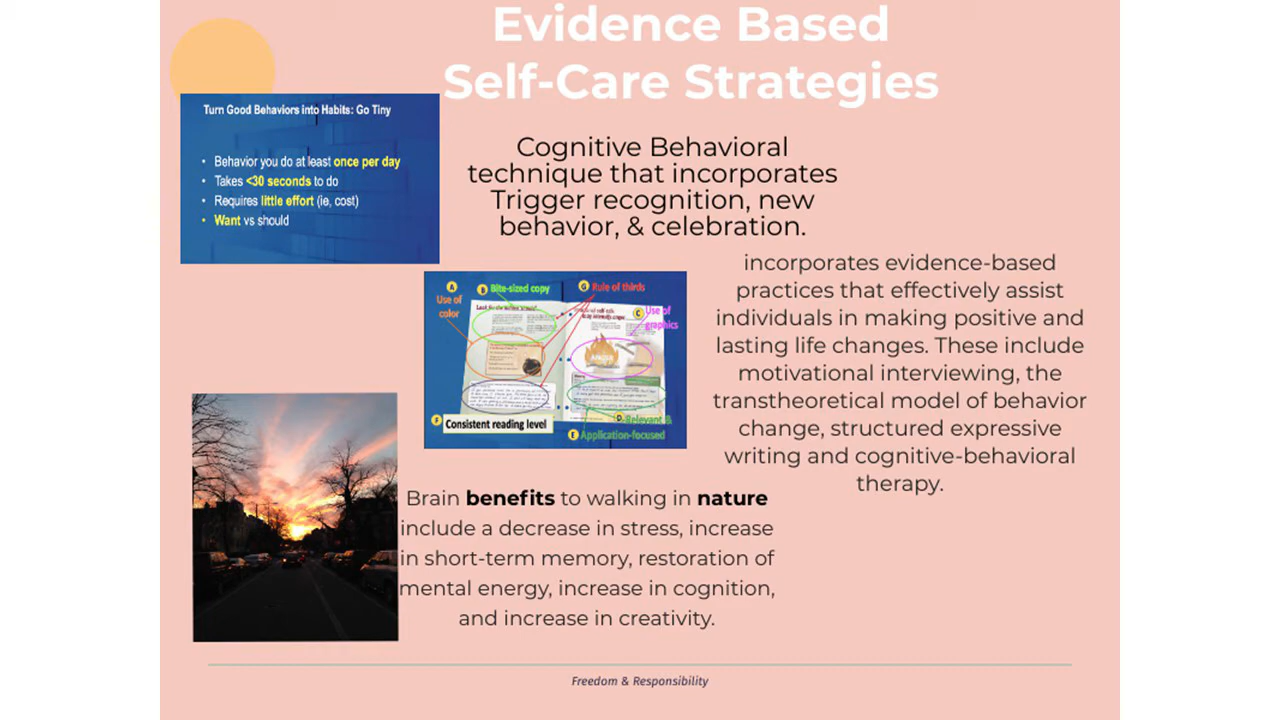 Evidence Based
Self-Care Strategies
Turn Good Behaviors into Habits: Go Tiny
• Behavior you do at least once per day
• Takes <30 seconds to do
• Requires little effort (ie, cost)
• Want vs should
Cognitive Behavioral
technique that incorporates
Trigger recognition, new
behavior, & celebration.
incorporates evidence-based
practices that effectively assist
individuals in making positive and
lasting life changes. These include
motivational interviewing, the
transtheoretical model of behavior
change, structured expressive
writing and cognitive-behavioral
therapy.
A
Use of
color
B Bite-sized copy
G Rule of thirds
C Use of
graphics
ANGER
F Consistent reading level
D Relevant &
E Application-focused
Brain benefits to walking in nature
include a decrease in stress, increase
in short-term memory, restoration of
mental energy, increase in cognition,
and increase in creativity.
Freedom & Responsibility